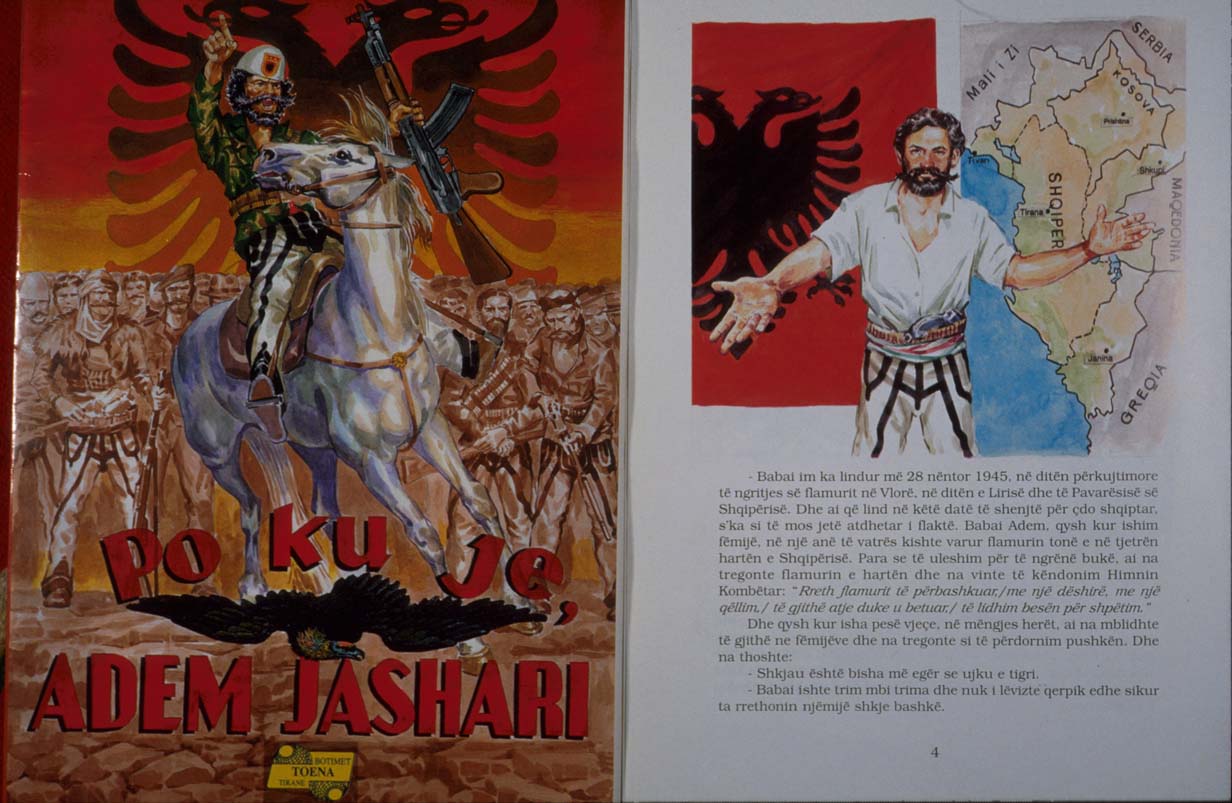 po ku je,
ADEM JASHARI
BOTIMET
TOENA
TIRANE
Mali i Zi
SERBIA
KOSOVA
Prishtina
Shkupi
Tivari
SHQIPËRI
Tirana
MAQEDONIA
Janina
GREQIA
- Babai im ka lindur më 28 nëntor 1945, në ditën përkujtimore
të ngritjes së flamurit në Vlorë, në ditën e Lirisë dhe të Pavarësisë së
Shqipërisë. Dhe ai që lind në këtë datë të shenjtë për çdo shqiptar,
s'ka si të mos jetë atdhetar i flaktë. Babai Adem, qysh kur ishim
fëmijë, në një anë të vatrës kishte varur flamurin tonë e në tjetrën
hartën e Shqipërisë. Para se të uleshim për të ngrënë bukë, ai na
tregonte flamurin e hartën dhe na vinte të këndonim Himnin
Kombëtar: "Rreth flamurit të përbashkuar,/me një dëshirë, me një
qëllim,/ të gjithë atje duke u betuar,/ të lidhim besën për shpëtim."
Dhe qysh kur isha pesë vjeçe, në mëngjes herët, ai na mblidhte
të gjithë ne fëmijëve dhe na tregonte si të përdornim pushkën. Dhe
na thoshte:
- Shkjau është bisha më egër se ujku e tigri.
- Babai ishte trim mbi trima dhe nuk i lëvizte qerpik edhe sikur
ta rrethonin njëmijë shkje bashkë.
4